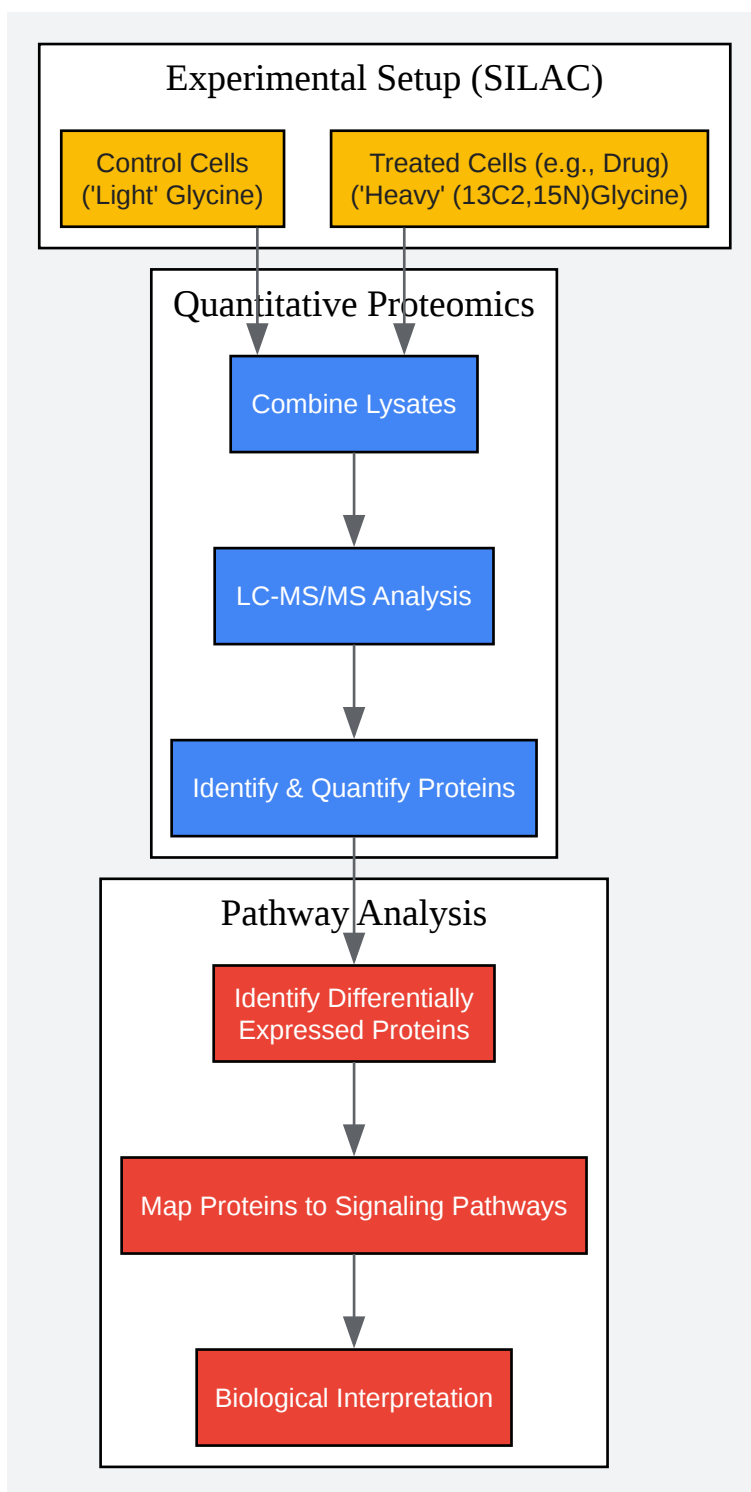 Experimental Setup (SILAC)
Control Cells
('Light' Glycine)
Treated Cells (e.g., Drug)
('Heavy' (13C2,15N)Glycine)
Quantitative Proteomics
Combine Lysates
LC-MS/MS Analysis
Identify & Quantify Proteins
Pathway Analysis
Identify Differentially
Expressed Proteins
Map Proteins to Signaling Pathways
Biological Interpretation